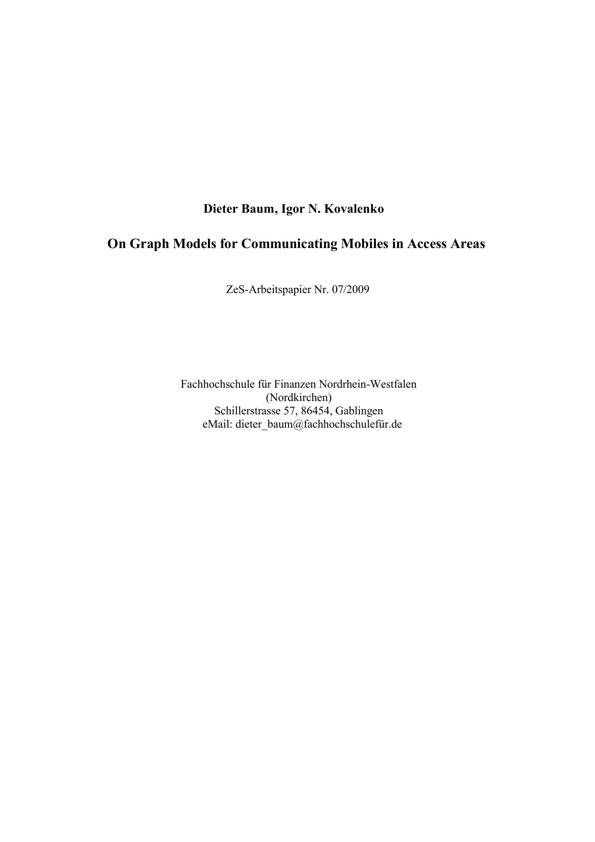 Dieter Baum, Igor N. Kovalenko
On Graph Models for Communicating Mobiles in Access Areas
ZeS-Arbeitspapier Nr. 07/2009
Fachhochschule für Finanzen Nordrhein-Westfalen
(Nordkirchen)
Schillerstrasse 57, 86454, Gablingen
eMail: dieter_baum@fachhochschulefür.de